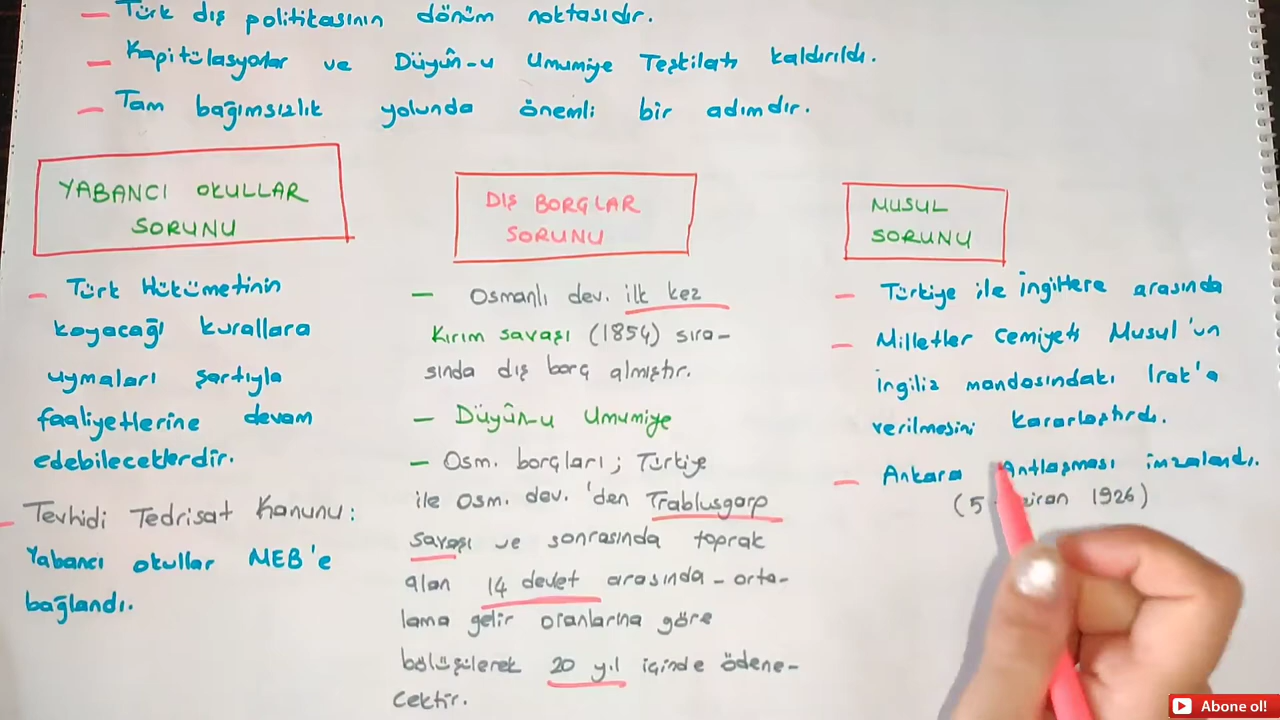 — Türk dış politikasının dönüm noktasıdır.
— Kapitülasyonlar ve Düyûn-u Umumiye Teşkilatı kaldırıldı.
— Tam bağımsızlık yolunda önemli bir adımdır.
YABANCI OKULLAR
SORUNU
— Türk Hükümetinin
koyacağı kurallara
uymaları şartıyla
faaliyetlerine devam
edebileceklerdir.
— Tevhidi Tedrisat Kanunu:
Yabancı okullar MEB'e
bağlandı.
DIŞ BORÇLAR
SORUNU
— Osmanlı dev. ilk kez
Kırım savaşı (1854) sıra-
sında dış borç almıştır.
— Düyûn-u Umumiye
— Osm. borçları; Türkiye
ile Osm. dev. 'den Trablusgarp
savaşı ve sonrasında toprak
alan 14 devlet arasında - orta-
lama gelir oranlarına göre
bölüşülerek 20 yıl içinde ödene-
cektir.
MUSUL
SORUNU
— Türkiye ile İngiltere arasında
— Milletler Cemiyeti Musul'un
İngiliz mandasındaki Irak'a
verilmesini kararlaştırdı.
— Ankara Antlaşması imzalandı.
(5 1926)
Abone ol!